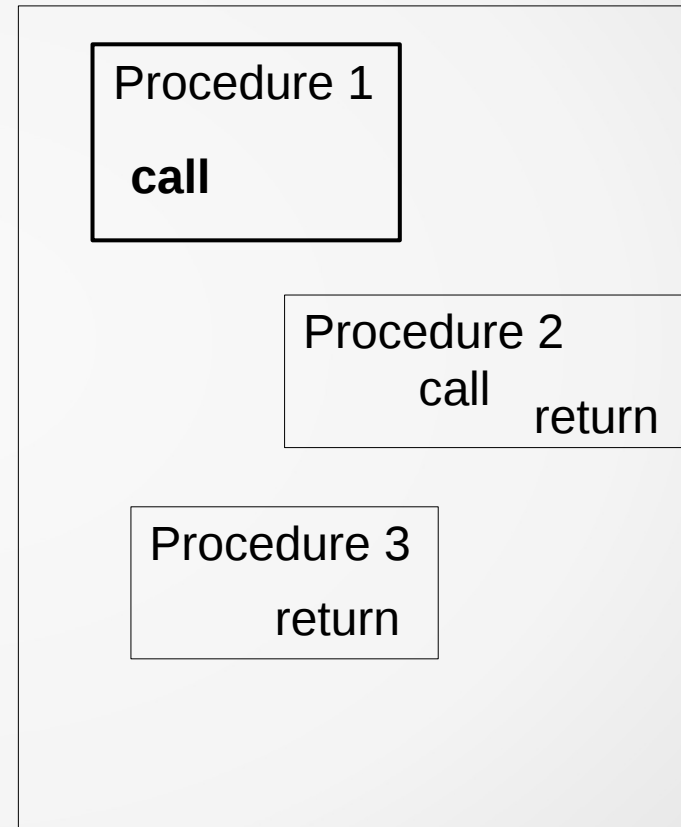 Procedure 1
call
Procedure 2
call
return
Procedure 3
return